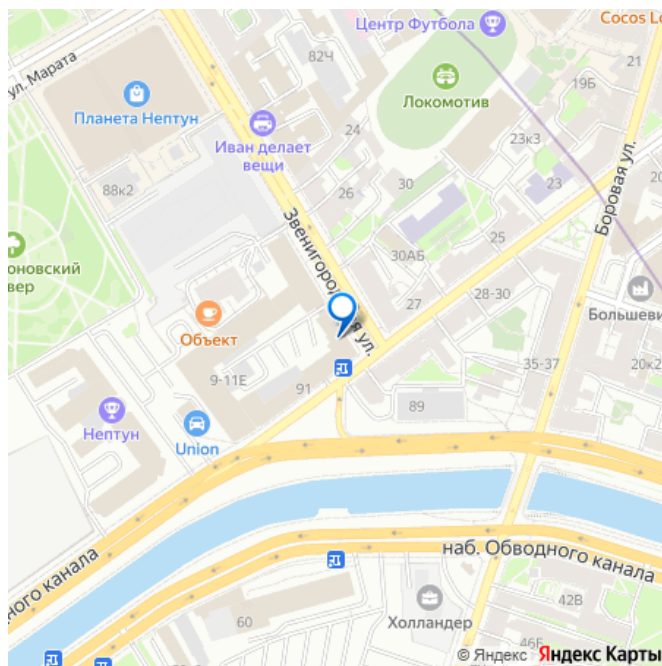 Центр Футбола
Cocos Lo
82Ч
21
ул. Марата
19Б
Локомотив
Планета Нептун
24
23к3
Иван делает
вещи
88к2
26
30
23
Боровая ул.
Звенигородская ул.
25
30АБ
оновский
вер
27
28-30
Большеви
Объект
35-37
20к2
9-11Е
91
89
Нептун
Union
дного канала
наб. Обводного канала
Холландер
42В
60
46Б
© Яндекс Яндекс Карты